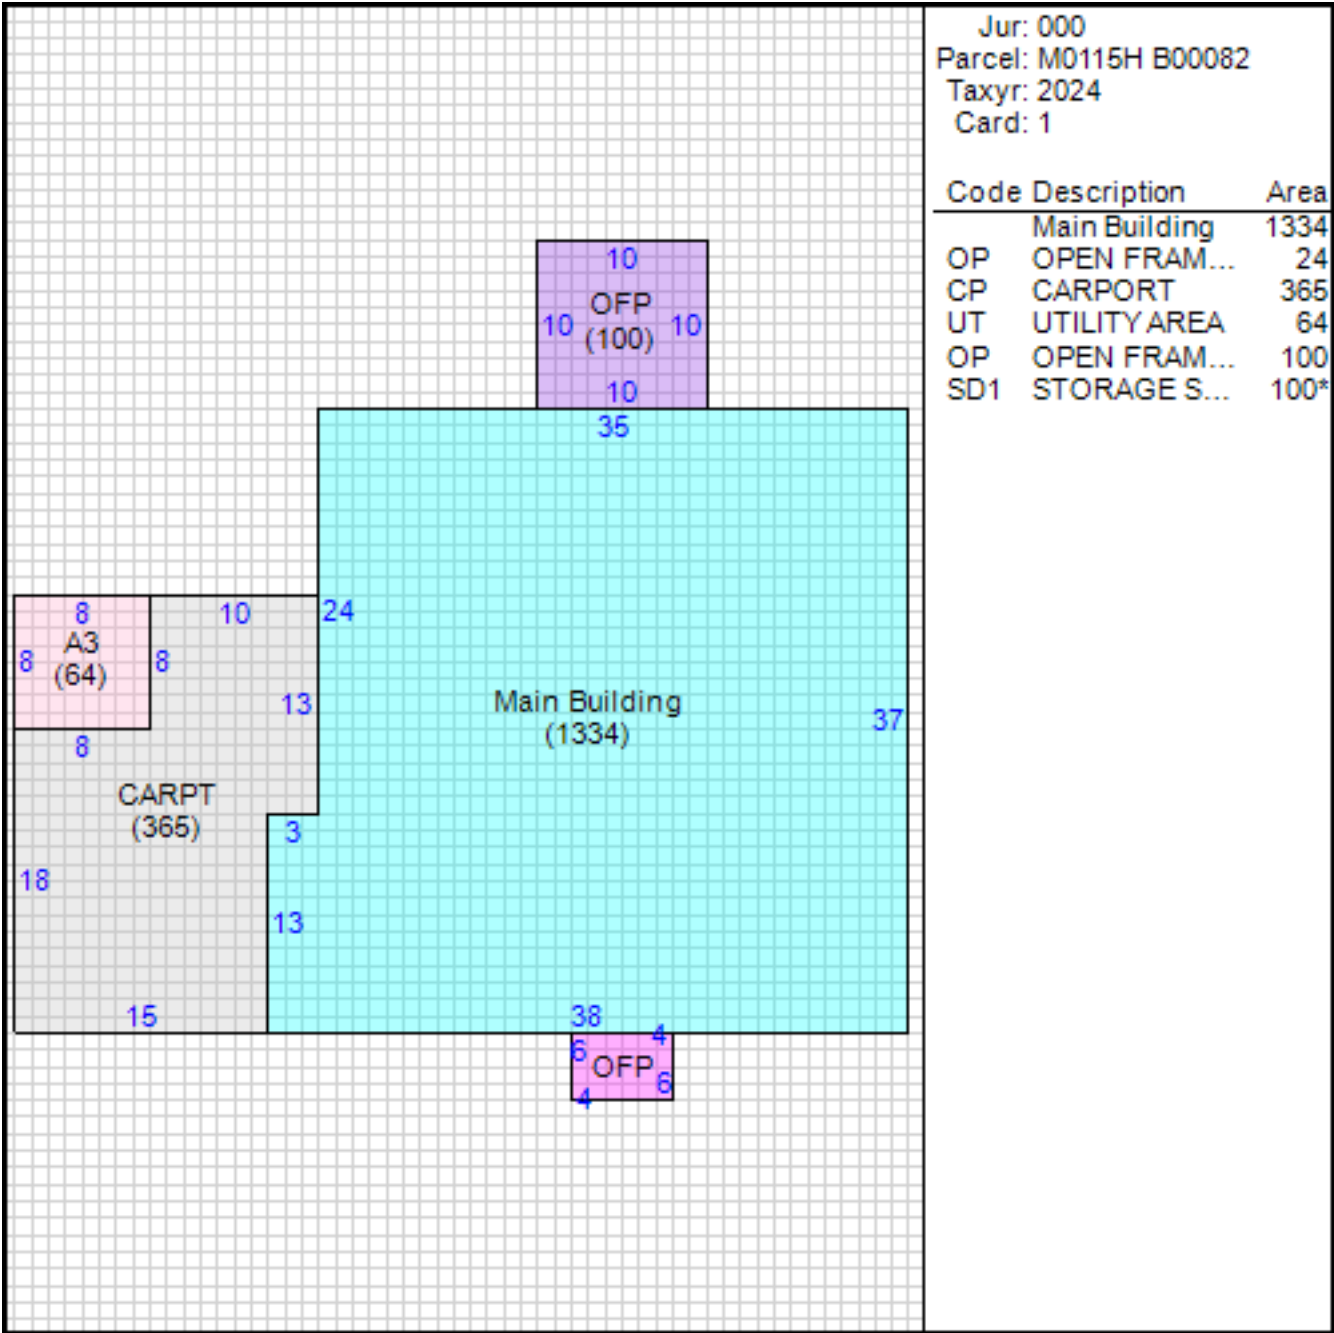 Jur: 000
Parcel: M0115H B00082
Taxyr: 2024
Card: 1
Code Description Area
Main Building 1334
OP OPEN FRAM... 24
CP CARPORT 365
UT UTILITY AREA 64
OP OPEN FRAM... 100
SD1 STORAGE S... 100*
10
OFP
10 (100) 10
10
35
8 10 24
A3
8 (64) 8
13
Main Building
(1334)
37
8
CARPT
(365)
3
18
13
15
38
4
6
OFP
6
4